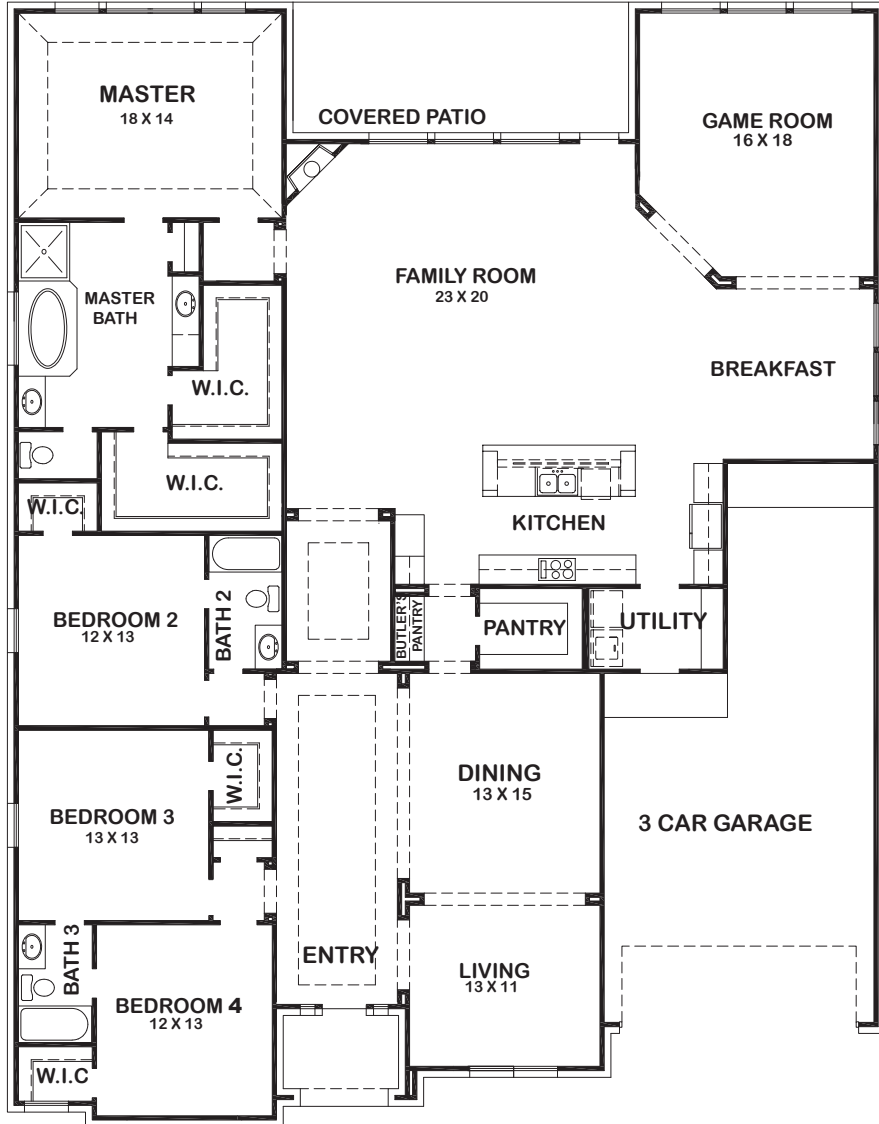 MASTER
18 X 14
COVERED PATIO
GAME ROOM
16 X 18
FAMILY ROOM
23 X 20
MASTER
BATH
BREAKFAST
W.I.C.
W.I.C.
W.I.C.
KITCHEN
BEDROOM 2
12 X 13
BATH 2
BUTLER'S
PANTRY
PANTRY
UTILITY
W.I.C.
DINING
13 X 15
BEDROOM 3
13 X 13
3 CAR GARAGE
BATH 3
ENTRY
LIVING
13 X 11
BEDROOM 4
12 X 13
W.I.C